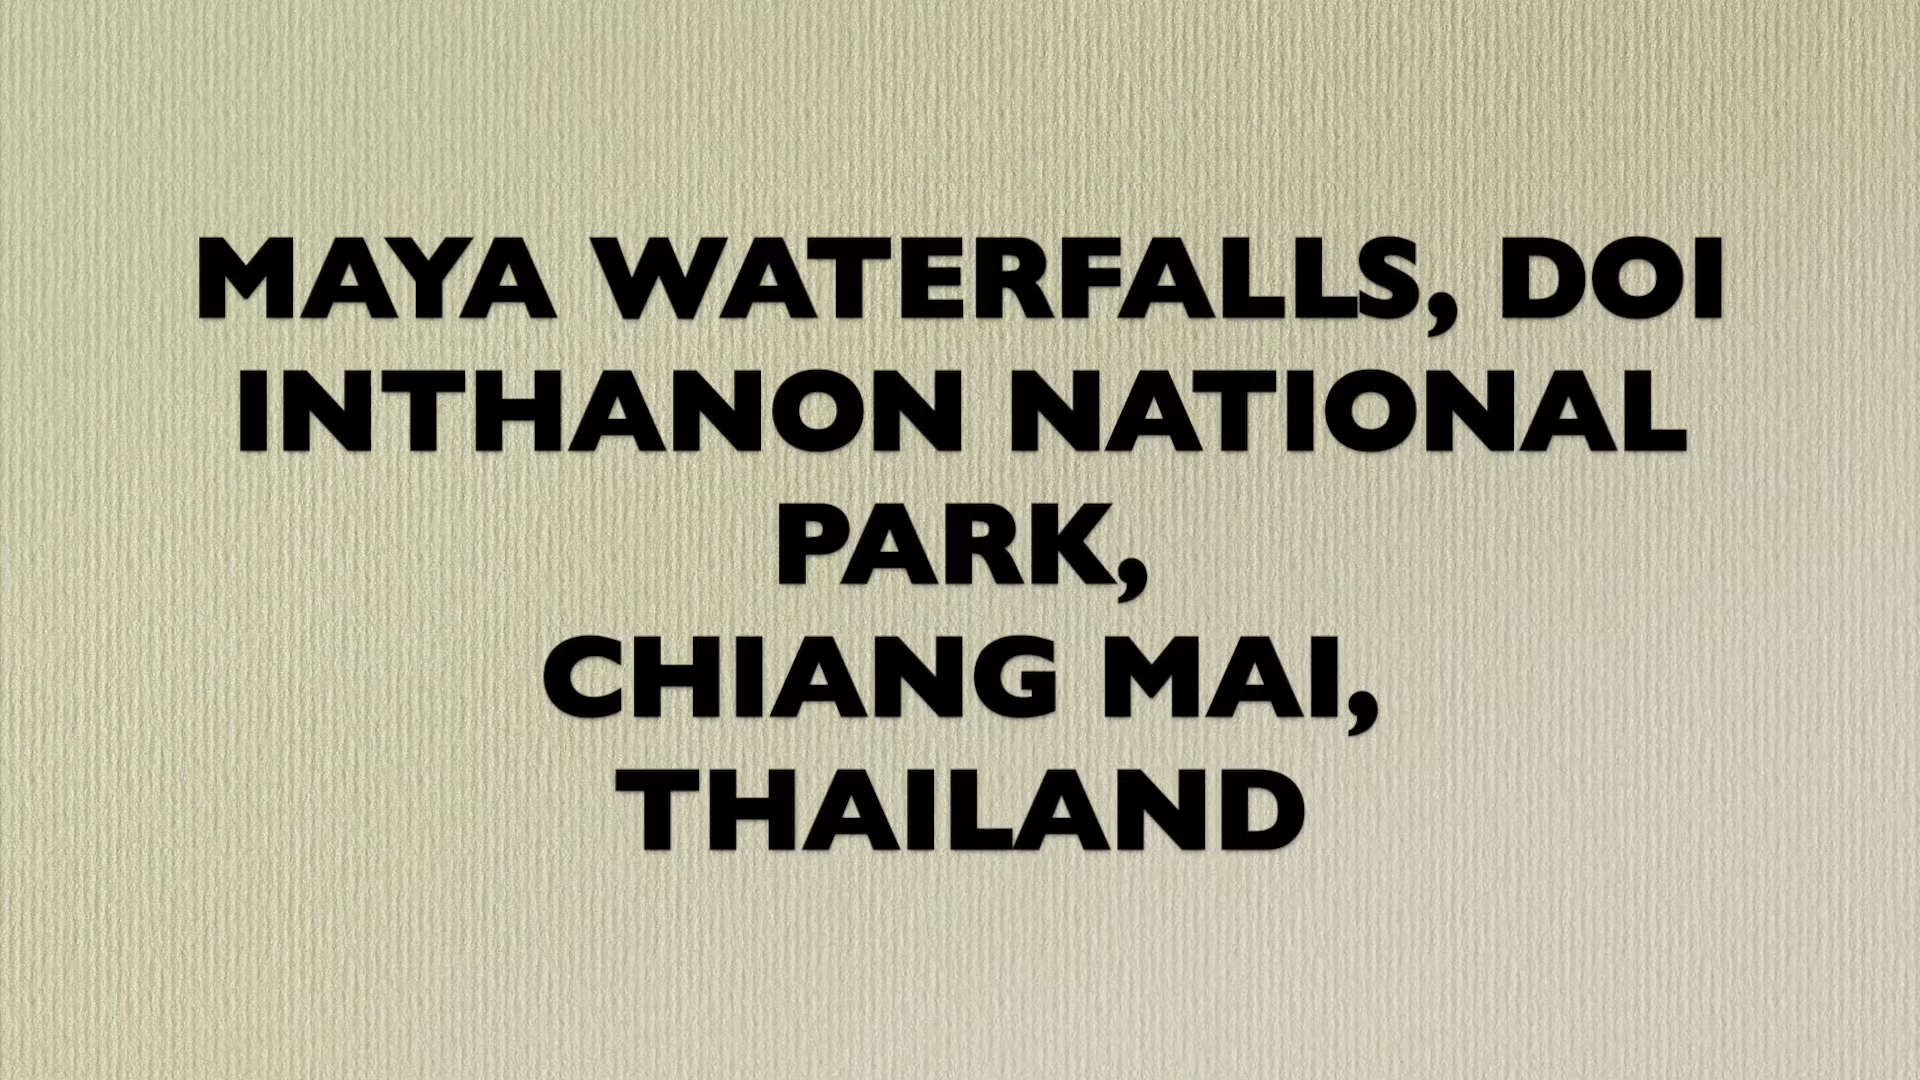 MAYA WATERFALLS, DOI
INTHANON NATIONAL
PARK,
CHIANG MAI,
THAILAND